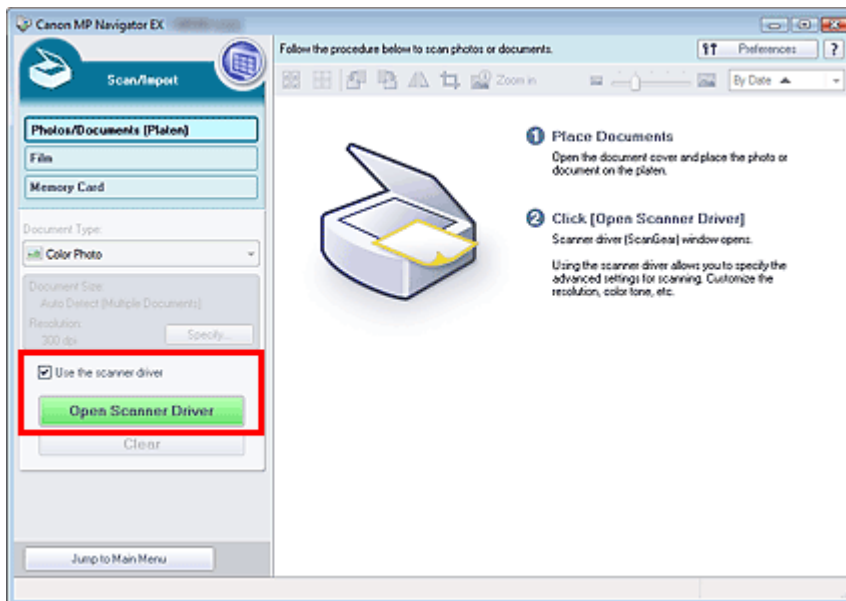 Canon MP Navigator EX
Scan/Import
Photos/Documents (Platen)
Film
Memory Card
Document Type:
Color Photo
Document Size:
Auto Detect (Multiple Documents)
Resolution:
300 dpi
Specify...
Use the scanner driver
Open Scanner Driver
Clear
Jump to Main Menu
Follow the procedure below to scan photos or documents.
Preferences
?
Zoom in
By Date
1 Place Documents
Open the document cover and place the photo or
document on the platen.
2 Click [Open Scanner Driver]
Scanner driver (ScanGear) window opens.
Using the scanner driver allows you to specify the
advanced settings for scanning. Customize the
resolution, color tone, etc.